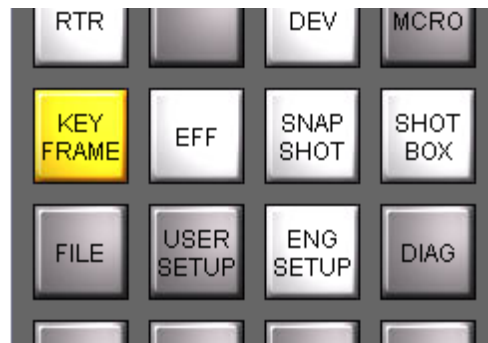 RTR
DEV
MCRO
KEY
FRAME
EFF
SNAP
SHOT
SHOT
BOX
FILE
USER
SETUP
ENG
SETUP
DIAG